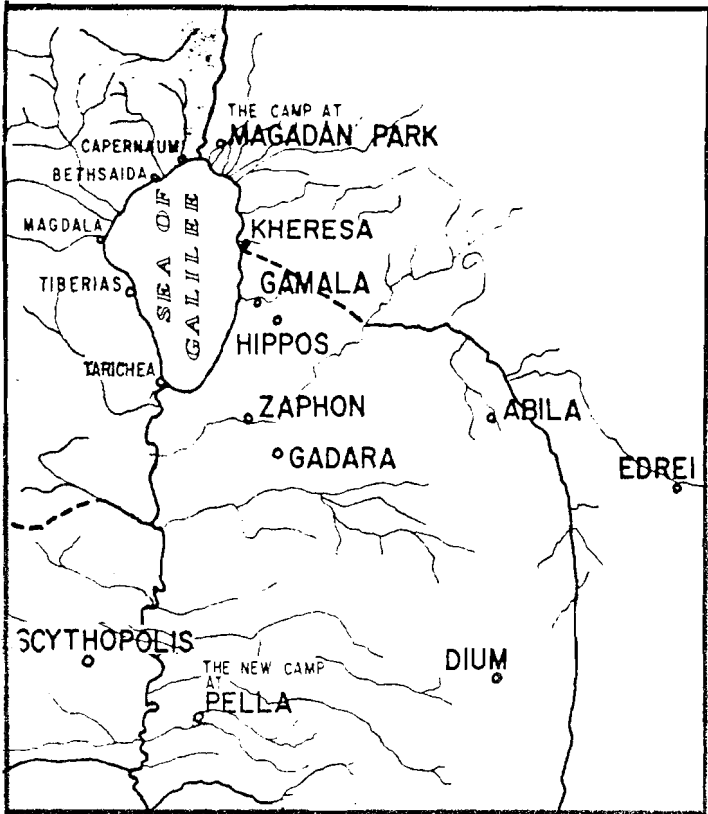 THE CAMP AT
MAGADAN PARK
CAPERNAUM
BETHSAIDA
SEA OF
GALILEE
MAGDALA
KHERESA
TIBERIAS
GAMALA
HIPPOS
TARICHEA
ZAPHON
ABILA
GADARA
EDREI
SCYTHOPOLIS
THE NEW CAMP
AT
PELLA
DIUM